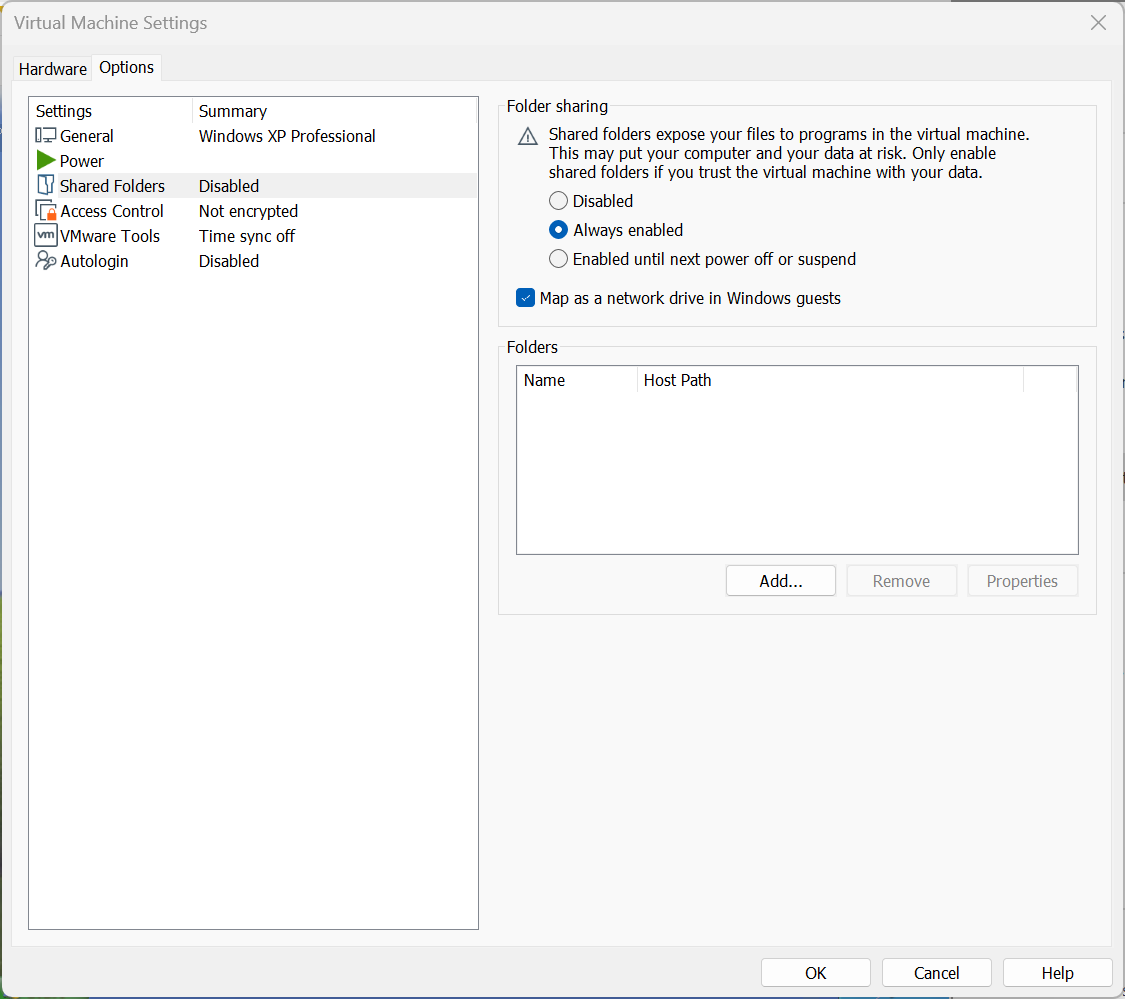 Virtual Machine Settings
Hardware Options
Settings Summary
General Windows XP Professional
Power
Shared Folders Disabled
Access Control Not encrypted
vm VMware Tools Time sync off
Autologin Disabled
Folder sharing
Shared folders expose your files to programs in the virtual machine.
This may put your computer and your data at risk. Only enable
shared folders if you trust the virtual machine with your data.
Disabled
Always enabled
Enabled until next power off or suspend
Map as a network drive in Windows guests
Folders
Name Host Path
Add... Remove Properties
OK Cancel Help